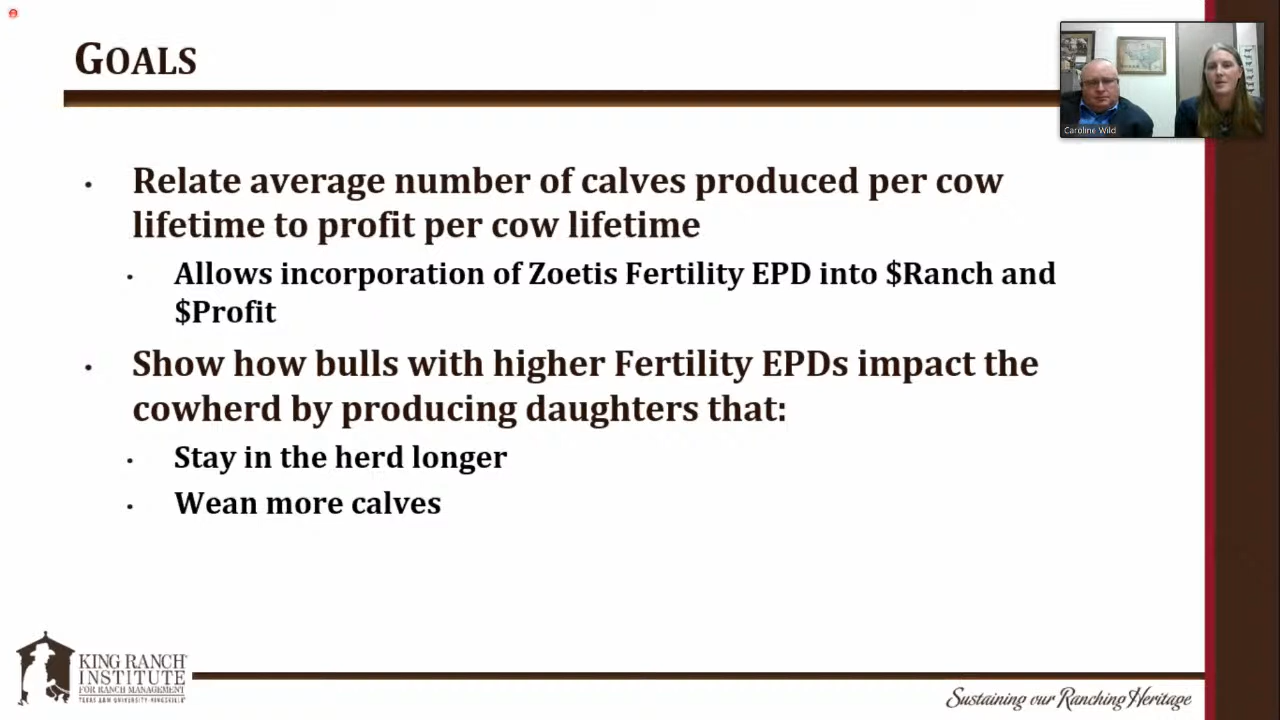 GOALS
Caroline Wild
• Relate average number of calves produced per cow
lifetime to profit per cow lifetime
• Allows incorporation of Zoetis Fertility EPD into $Ranch and
$Profit
• Show how bulls with higher Fertility EPDs impact the
cowherd by producing daughters that:
• Stay in the herd longer
• Wean more calves
KING RANCH
INSTITUTE
FOR RANCH MANAGEMENT
TEXAS A&M UNIVERSITY-KINGSVILLE
Sustaining our Ranching Heritage